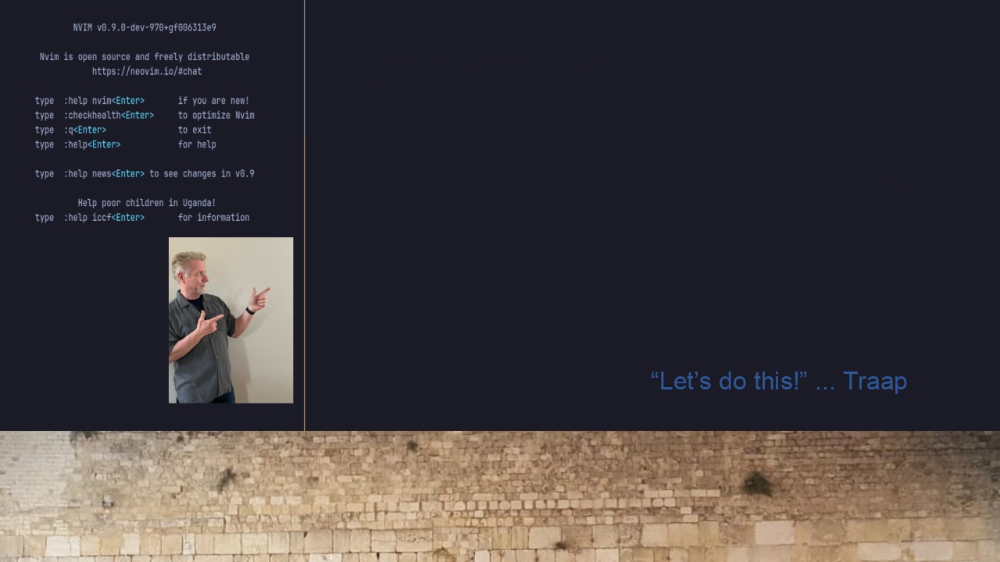 NVIM v0.9.0-dev-970+gf006313e9
Nvim is open source and freely distributable
https://neovim.io/#chat
type :help nvim<Enter> if you are new!
type :checkhealth<Enter> to optimize Nvim
type :q<Enter> to exit
type :help<Enter> for help
type :help news<Enter> to see changes in v0.9
Help poor children in Uganda!
type :help iccf<Enter> for information
“Let’s do this!” ... Traap